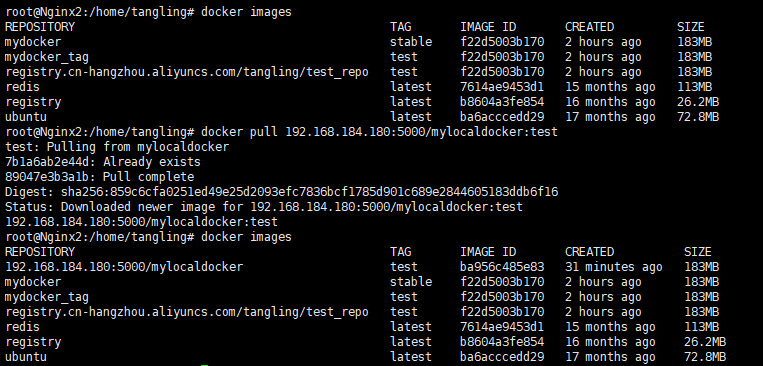 root@Nginx2:/home/tangling# docker images
REPOSITORY TAG IMAGE ID CREATED SIZE
mydocker stable f22d5003b170 2 hours ago 183MB
mydocker_tag test f22d5003b170 2 hours ago 183MB
registry.cn-hangzhou.aliyuncs.com/tangling/test_repo test f22d5003b170 2 hours ago 183MB
redis latest 7614ae9453d1 15 months ago 113MB
registry latest b8604a3fe854 16 months ago 26.2MB
ubuntu latest ba6acccedd29 17 months ago 72.8MB
root@Nginx2:/home/tangling# docker pull 192.168.184.180:5000/mylocaldocker:test
test: Pulling from mylocaldocker
7b1a6ab2e44d: Already exists
89047e3b3a1b: Pull complete
Digest: sha256:859c6cfa0251ed49e25d2093efc7836bcf1785d901c689e2844605183ddb6f16
Status: Downloaded newer image for 192.168.184.180:5000/mylocaldocker:test
192.168.184.180:5000/mylocaldocker:test
root@Nginx2:/home/tangling# docker images
REPOSITORY TAG IMAGE ID CREATED SIZE
192.168.184.180:5000/mylocaldocker test ba956c485e83 31 minutes ago 183MB
mydocker stable f22d5003b170 2 hours ago 183MB
mydocker_tag test f22d5003b170 2 hours ago 183MB
registry.cn-hangzhou.aliyuncs.com/tangling/test_repo test f22d5003b170 2 hours ago 183MB
redis latest 7614ae9453d1 15 months ago 113MB
registry latest b8604a3fe854 16 months ago 26.2MB
ubuntu latest ba6acccedd29 17 months ago 72.8MB